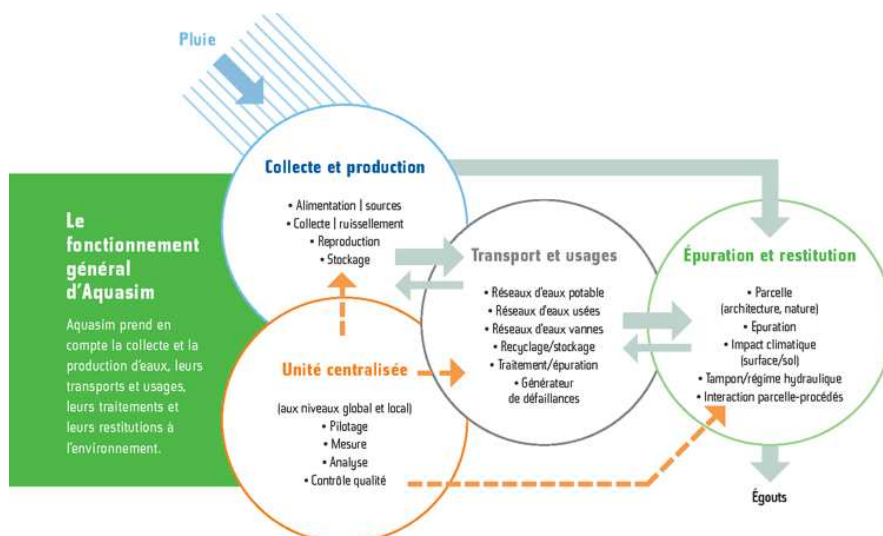 Pluie
Le
fonctionnement
général
d'Aquasim
Aquasim prend en
compte la collecte et la
production d'eaux, leurs
transports et usages,
leurs traitements et
leurs restitutions à
l'environnement.
Collecte et production
• Alimentation | sources
• Collecte | ruissellement
• Reproduction
• Stockage
Unité centralisée
(aux niveaux global et local)
• Pilotage
• Mesure
• Analyse
• Contrôle qualité
Transport et usages
• Réseaux d'eaux potable
• Réseaux d'eaux usées
• Réseaux d'eaux vannes
• Recyclage/stockage
• Traitement/épuration
• Générateur
de défaillances
Épuration et restitution
• Parcelle
(architecture, nature)
• Epuration
• Impact climatique
(surface/sol)
• Tampon/régime hydraulique
• Interaction parcelle-procédés
Égouts